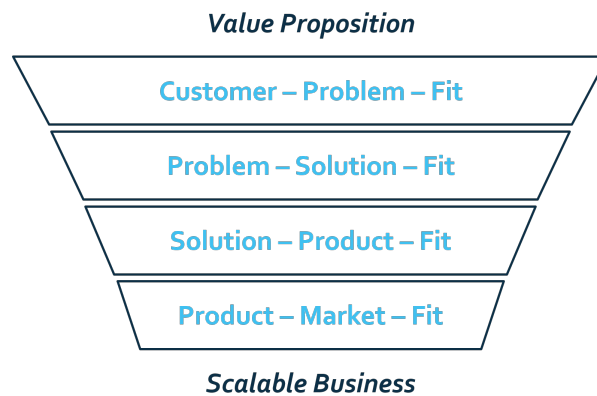 Value Proposition
Customer – Problem – Fit
Problem – Solution – Fit
Solution – Product – Fit
Product – Market – Fit
Scalable Business